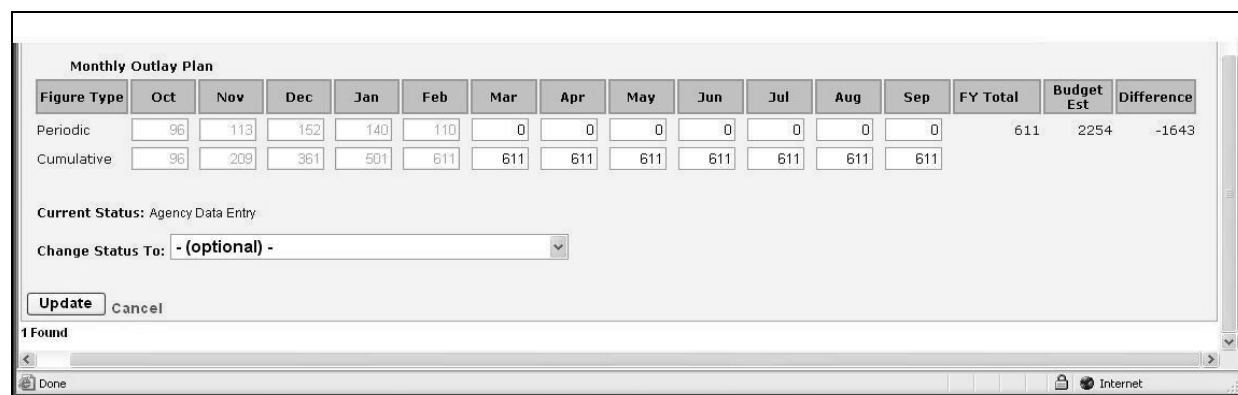 Monthly Outlay Plan
Figure Type Oct Nov Dec Jan Feb Mar Apr May Jun Jul Aug Sep FY Total Budget Est Difference
Periodic 96 113 152 140 110 0 0 0 0 0 0 0 611 2254 -1643
Cumulative 96 209 361 501 611 611 611 611 611 611 611 611
Current Status: Agency Data Entry
Change Status To: - (optional) -
Update Cancel
1 Found
Done Internet